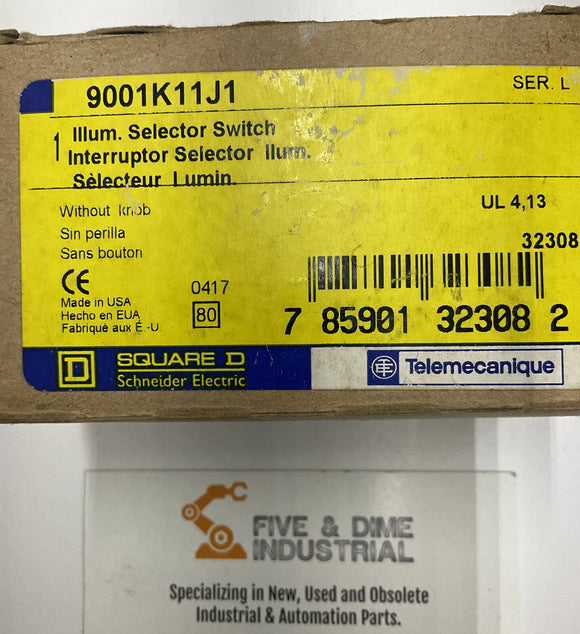 9001K11J1
SER. L
1
Illum. Selector Switch
Interruptor Selector Ilum.
Sèlecteur Lumin.
Without knob
Sin perilla
Sans bouton
UL 4,13
32308
CE
0417
80
Made in USA
Hecho en EUA
Fabriqué aux É.-U.
7 85901 32308 2
D
SQUARE D
Schneider Electric
Telemecanique
FIVE & DIME
INDUSTRIAL
Specializing in New, Used and Obsolete
Industrial & Automation Parts.